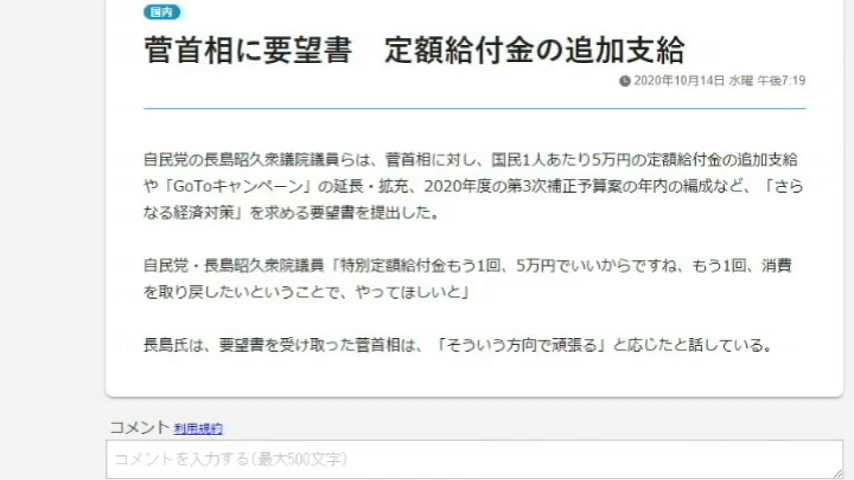 国内
菅首相に要望書　定額給付金の追加支給
2020年10月14日 水曜 午後7:19
自民党の長島昭久衆議院議員らは、菅首相に対し、国民1人あたり5万円の定額給付金の追加支給
や「GoToキャンペーン」の延長・拡充、2020年度の第3次補正予算案の年内の編成など、「さら
なる経済対策」を求める要望書を提出した。
自民党・長島昭久衆院議員「特別定額給付金もう1回、5万円でいいからですね、もう1回、消費
を取り戻したいということで、やってほしいと」
長島氏は、要望書を受け取った菅首相は、「そういう方向で頑張る」と応じたと話している。
コメント 利用規約
コメントを入力する(最大500文字)